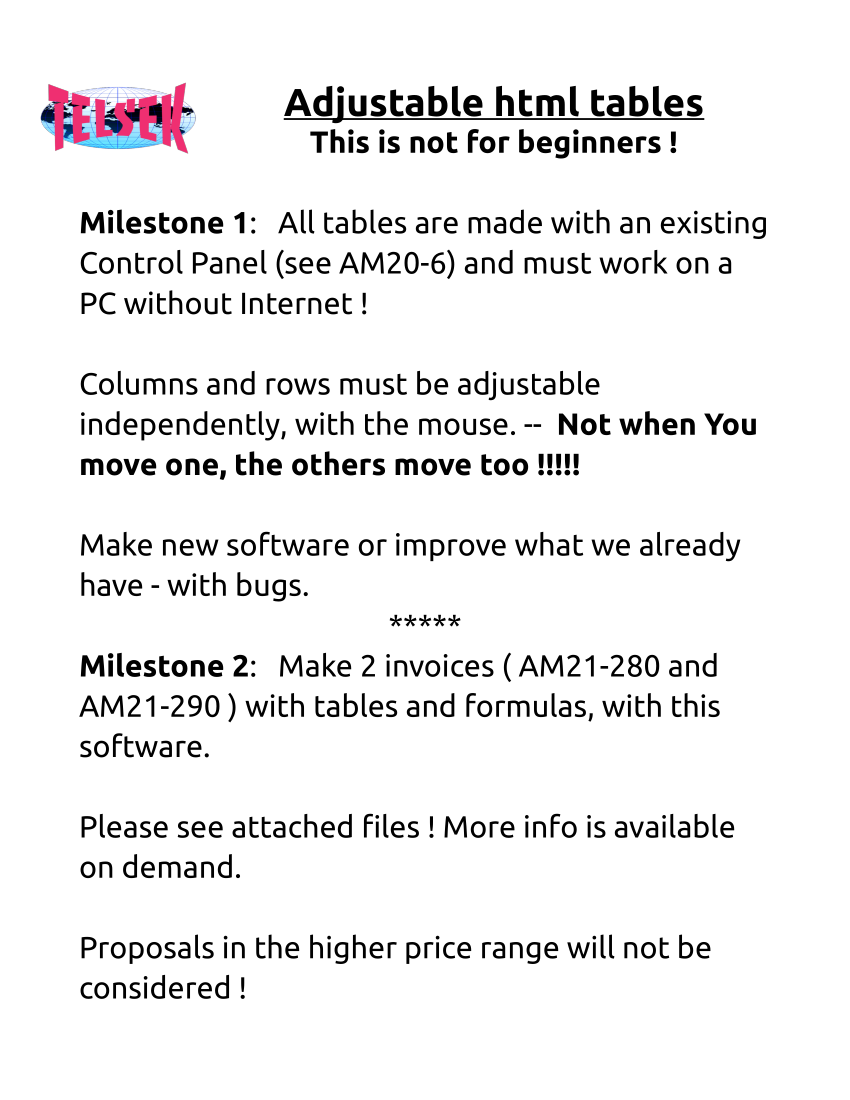 TELSEK
Adjustable html tables
This is not for beginners !
Milestone 1:   All tables are made with an existing
Control Panel (see AM20-6) and must work on a
PC without Internet !
Columns and rows must be adjustable
independently, with the mouse. --  Not when You
move one, the others move too !!!!!
Make new software or improve what we already
have - with bugs.
*****
Milestone 2:   Make 2 invoices ( AM21-280 and
AM21-290 ) with tables and formulas, with this
software.
Please see attached files ! More info is available
on demand.
Proposals in the higher price range will not be
considered !